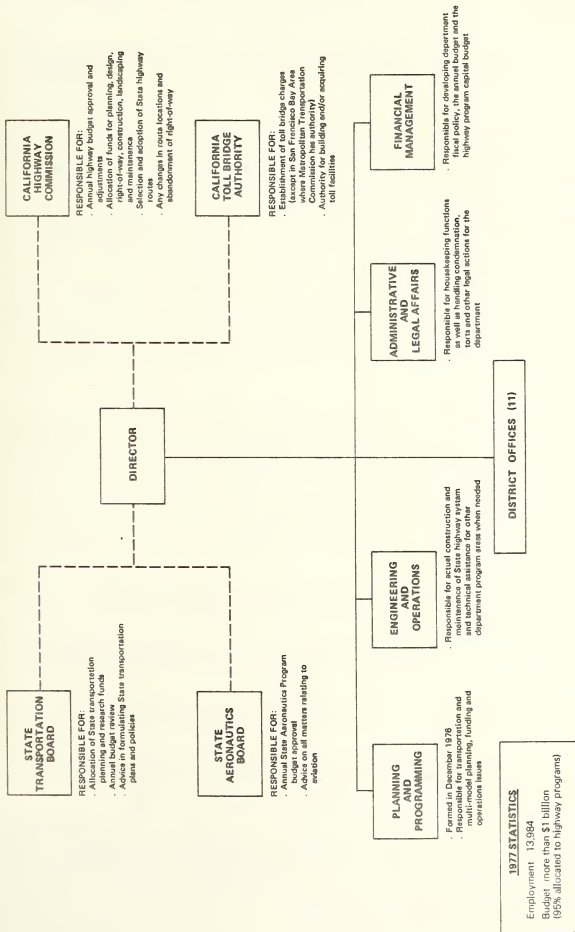 STATE
TRANSPORTATION
BOARD
RESPONSIBLE FOR:
. Allocation of State transportation
planning and research funds
. Annual budget review
. Advice in formulating State transportation
plans and policies
STATE
AERONAUTICS
BOARD
RESPONSIBLE FOR:
. Annual State Aeronautics Program
budget approval
. Advice on all matters relating to
aviation
DIRECTOR
CALIFORNIA
HIGHWAY
COMMISSION
RESPONSIBLE FOR:
. Annual highway budget approval and
adjustments
. Allocation of funds for planning, design,
right-of-way, construction, landscaping
and maintenance
. Selection and adoption of State highway
routes
. Any changes in route locations and
abandonment of right-of-way
CALIFORNIA
TOLL BRIDGE
AUTHORITY
RESPONSIBLE FOR:
. Establishment of toll bridge charges
(except in San Francisco Bay Area
where Metropolitan Transportation
Commission has authority)
. Authority for building and/or acquiring
toll facilities
PLANNING
AND
PROGRAMMING
. Formed in December 1976
. Responsible for transportation and
multi-model planning, funding and
operations issues
ENGINEERING
AND
OPERATIONS
. Responsible for actual construction and
maintenence of State highway system
and technical assistance for other
department program areas when needed
ADMINISTRATIVE
AND
LEGAL AFFAIRS
. Responsible for housekeeping functions
as well as handling condemnation,
torts and other legal actions for the
department
FINANCIAL
MANAGEMENT
. Responsible for developing department
fiscal policy, the annual budget and the
highway program capital budget
DISTRICT OFFICES (11)
1977 STATISTICS
Employment 13,984
Budget more than $1 billion
(95% allocated to highway programs)